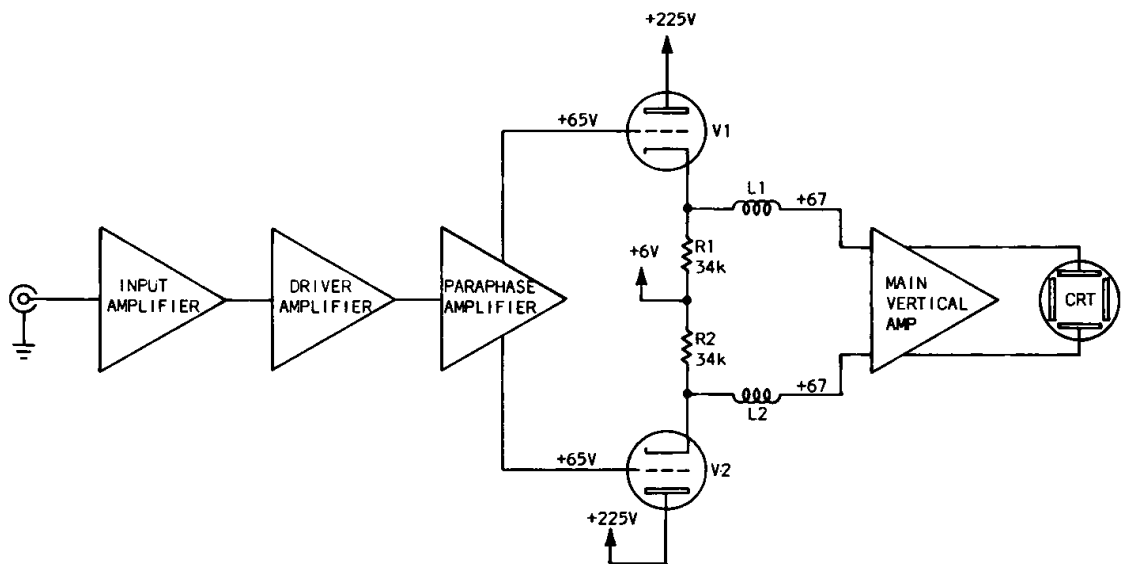 +225V
+65V
V1
L1
+67
R1
34k
+6V
INPUT
AMPLIFIER
DRIVER
AMPLIFIER
PARAPHASE
AMPLIFIER
MAIN
VERTICAL
AMP
CRT
R2
34k
+67
L2
+65V
V2
+225V